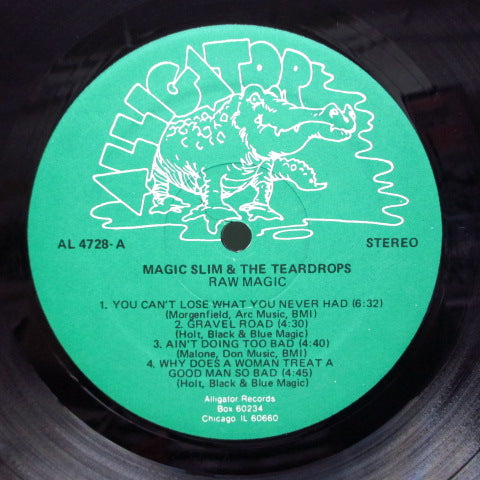 ALLIGATOR
AL 4728-A
STEREO
MAGIC SLIM & THE TEARDROPS
RAW MAGIC
1. YOU CAN'T LOSE WHAT YOU NEVER HAD (6:32)
(Morgenfield, Arc Music, BMI)
2. GRAVEL ROAD (4:30)
(Holt, Black & Blue Magic)
3. AIN'T DOING TOO BAD (4:40)
(Malone, Don Music, BMI)
4. WHY DOES A WOMAN TREAT A
GOOD MAN SO BAD (4:45)
(Holt, Black & Blue Magic)
Alligator Records
Box 60234
Chicago IL 60660